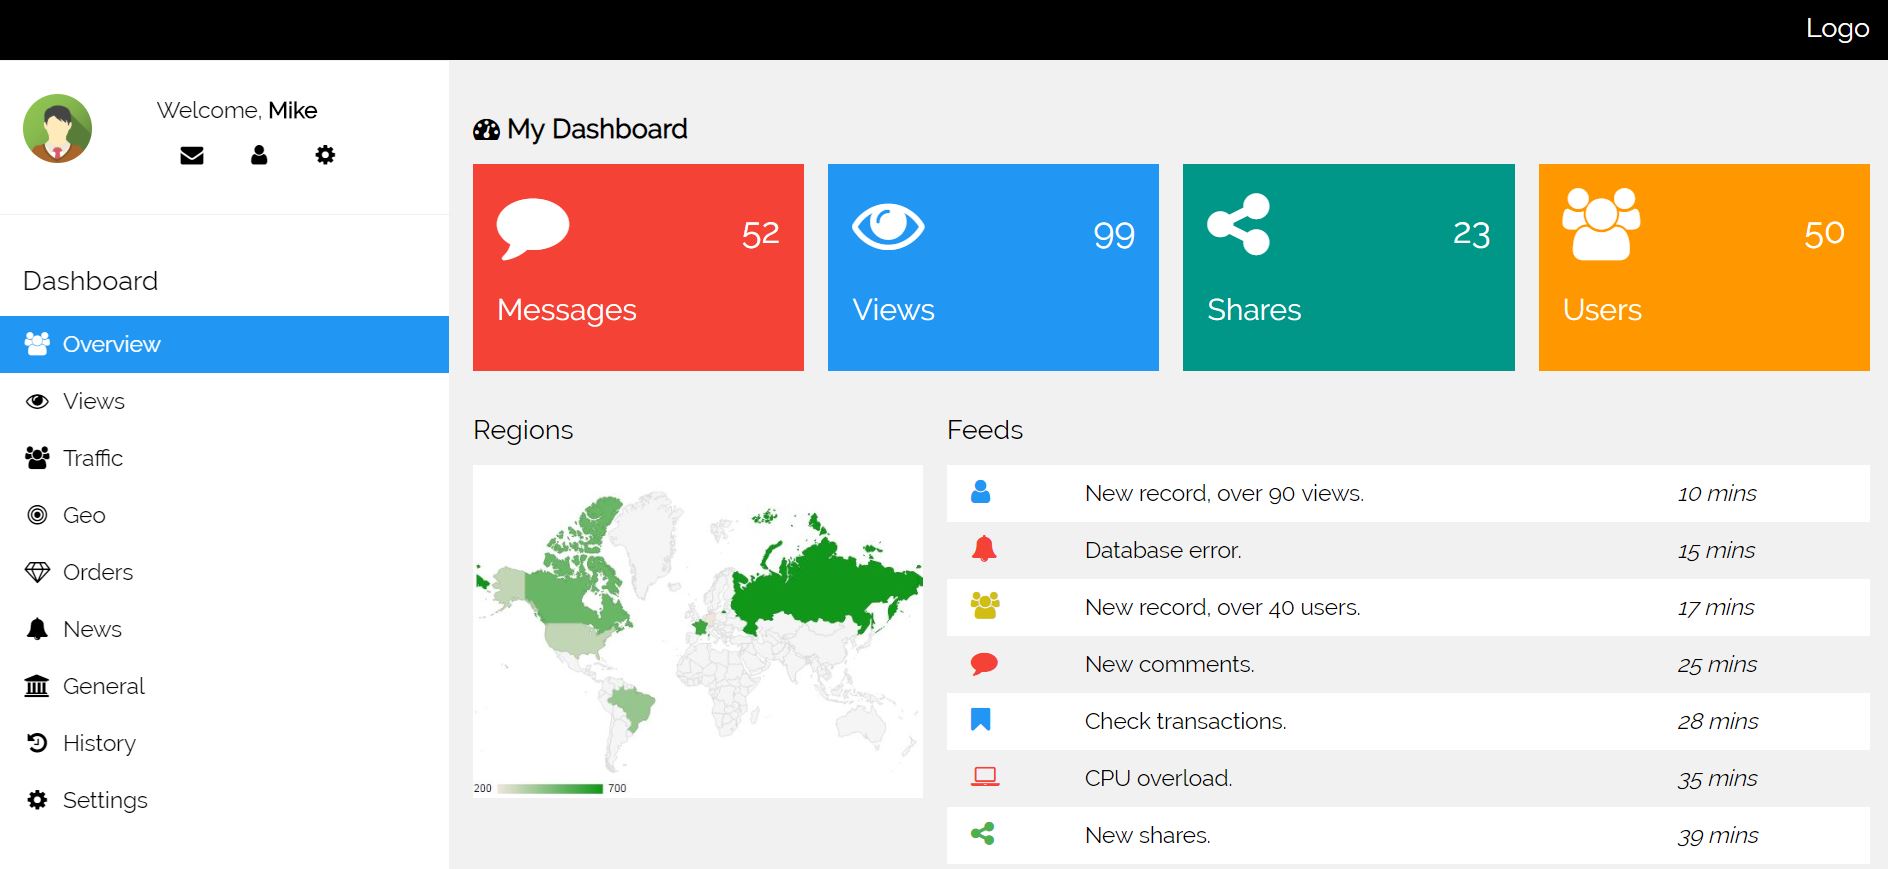 Logo
Welcome, Mike
Dashboard
Overview
Views
Traffic
Geo
Orders
News
General
History
Settings
My Dashboard
52
Messages
99
Views
23
Shares
50
Users
Regions
200 700
Feeds
New record, over 90 views. 10 mins
Database error. 15 mins
New record, over 40 users. 17 mins
New comments. 25 mins
Check transactions. 28 mins
CPU overload. 35 mins
New shares. 39 mins